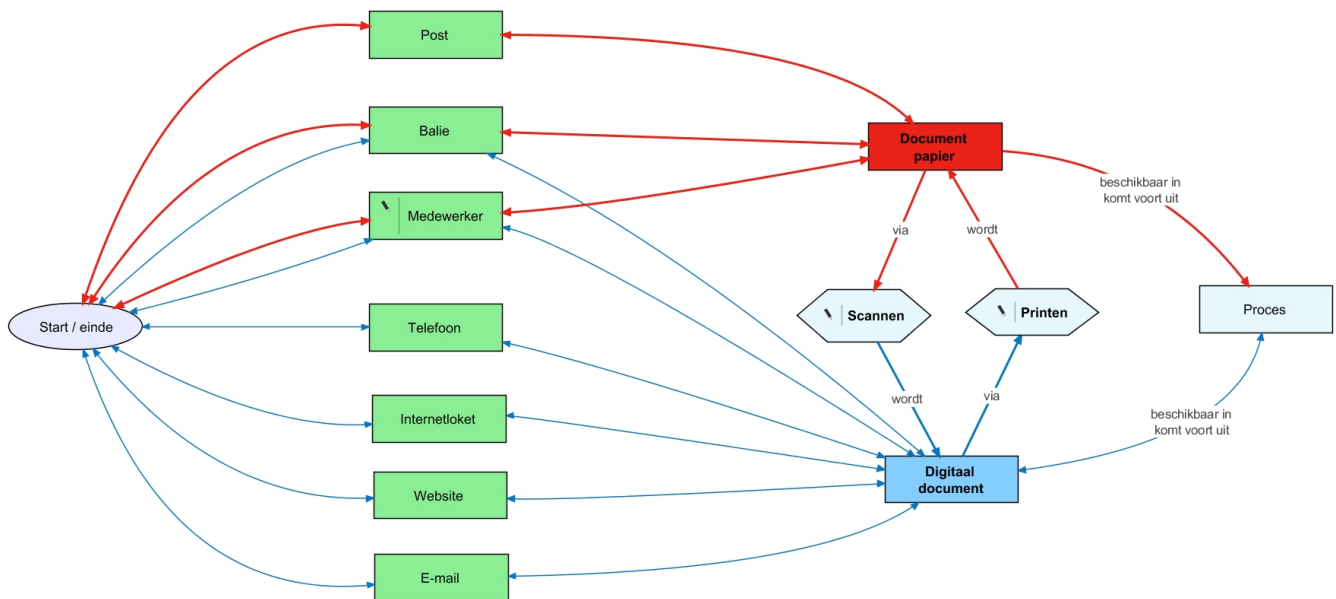 Post
Balie
Document
papier
beschikbaar in
komt voort uit
Medewerker
via
wordt
Start / einde
Telefoon
Scannen
Printen
Proces
wordt
via
Internetloket
beschikbaar in
komt voort uit
Website
Digitaal
document
E-mail